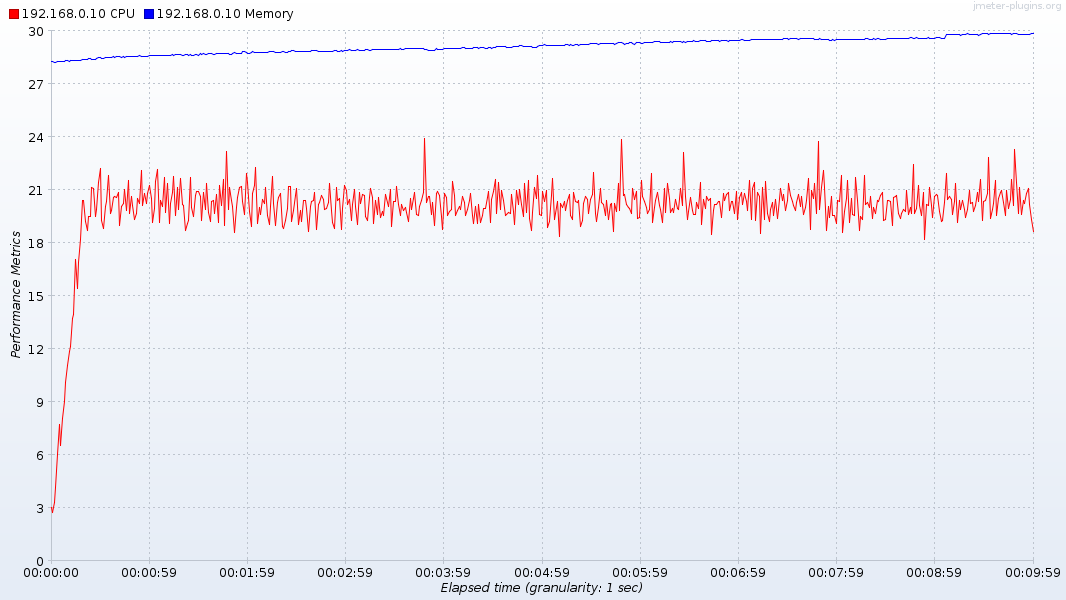 jmeter-plugins.org
192.168.0.10 CPU 192.168.0.10 Memory
30
27
24
21
18
15
12
9
6
3
0
Performance Metrics
00:00:00 00:00:59 00:01:59 00:02:59 00:03:59 00:04:59 00:05:59 00:06:59 00:07:59 00:08:59 00:09:59
Elapsed time (granularity: 1 sec)